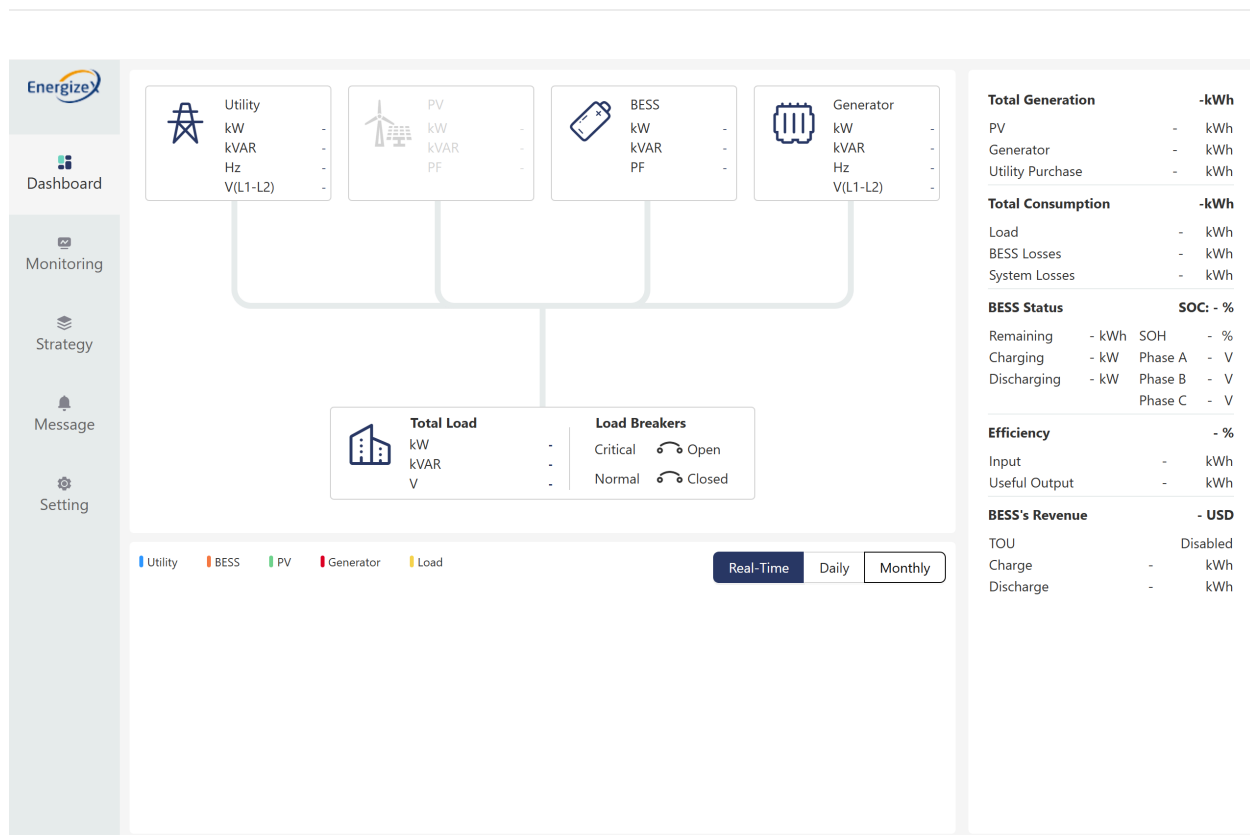 EnergizeX
Dashboard
Monitoring
Strategy
Message
Setting
Utility
kW -
kVAR -
Hz -
V(L1-L2) -
PV
kW -
kVAR -
PF -
BESS
kW -
kVAR -
PF -
Generator
kW -
kVAR -
Hz -
V(L1-L2) -
Total Load
kW -
kVAR -
V -
Load Breakers
Critical Open
Normal Closed
Utility BESS PV Generator Load
Real-Time Daily Monthly
Total Generation -kWh
PV - kWh
Generator - kWh
Utility Purchase - kWh
Total Consumption -kWh
Load - kWh
BESS Losses - kWh
System Losses - kWh
BESS Status SOC: - %
Remaining - kWh SOH - %
Charging - kW Phase A - V
Discharging - kW Phase B - V
Phase C - V
Efficiency - %
Input - kWh
Useful Output - kWh
BESS's Revenue - USD
TOU Disabled
Charge - kWh
Discharge - kWh